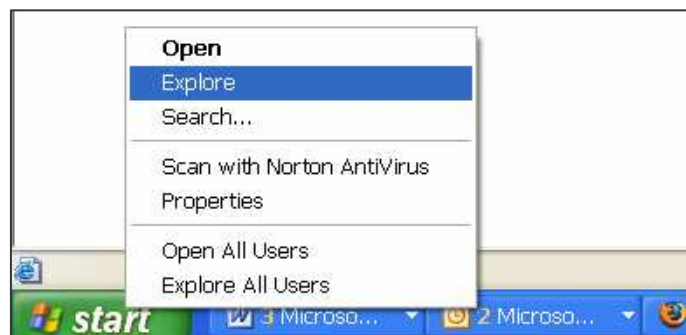 Open
Explore
Search...
Scan with Norton AntiVirus
Properties
Open All Users
Explore All Users
start 3 Microso... 2 Microso...